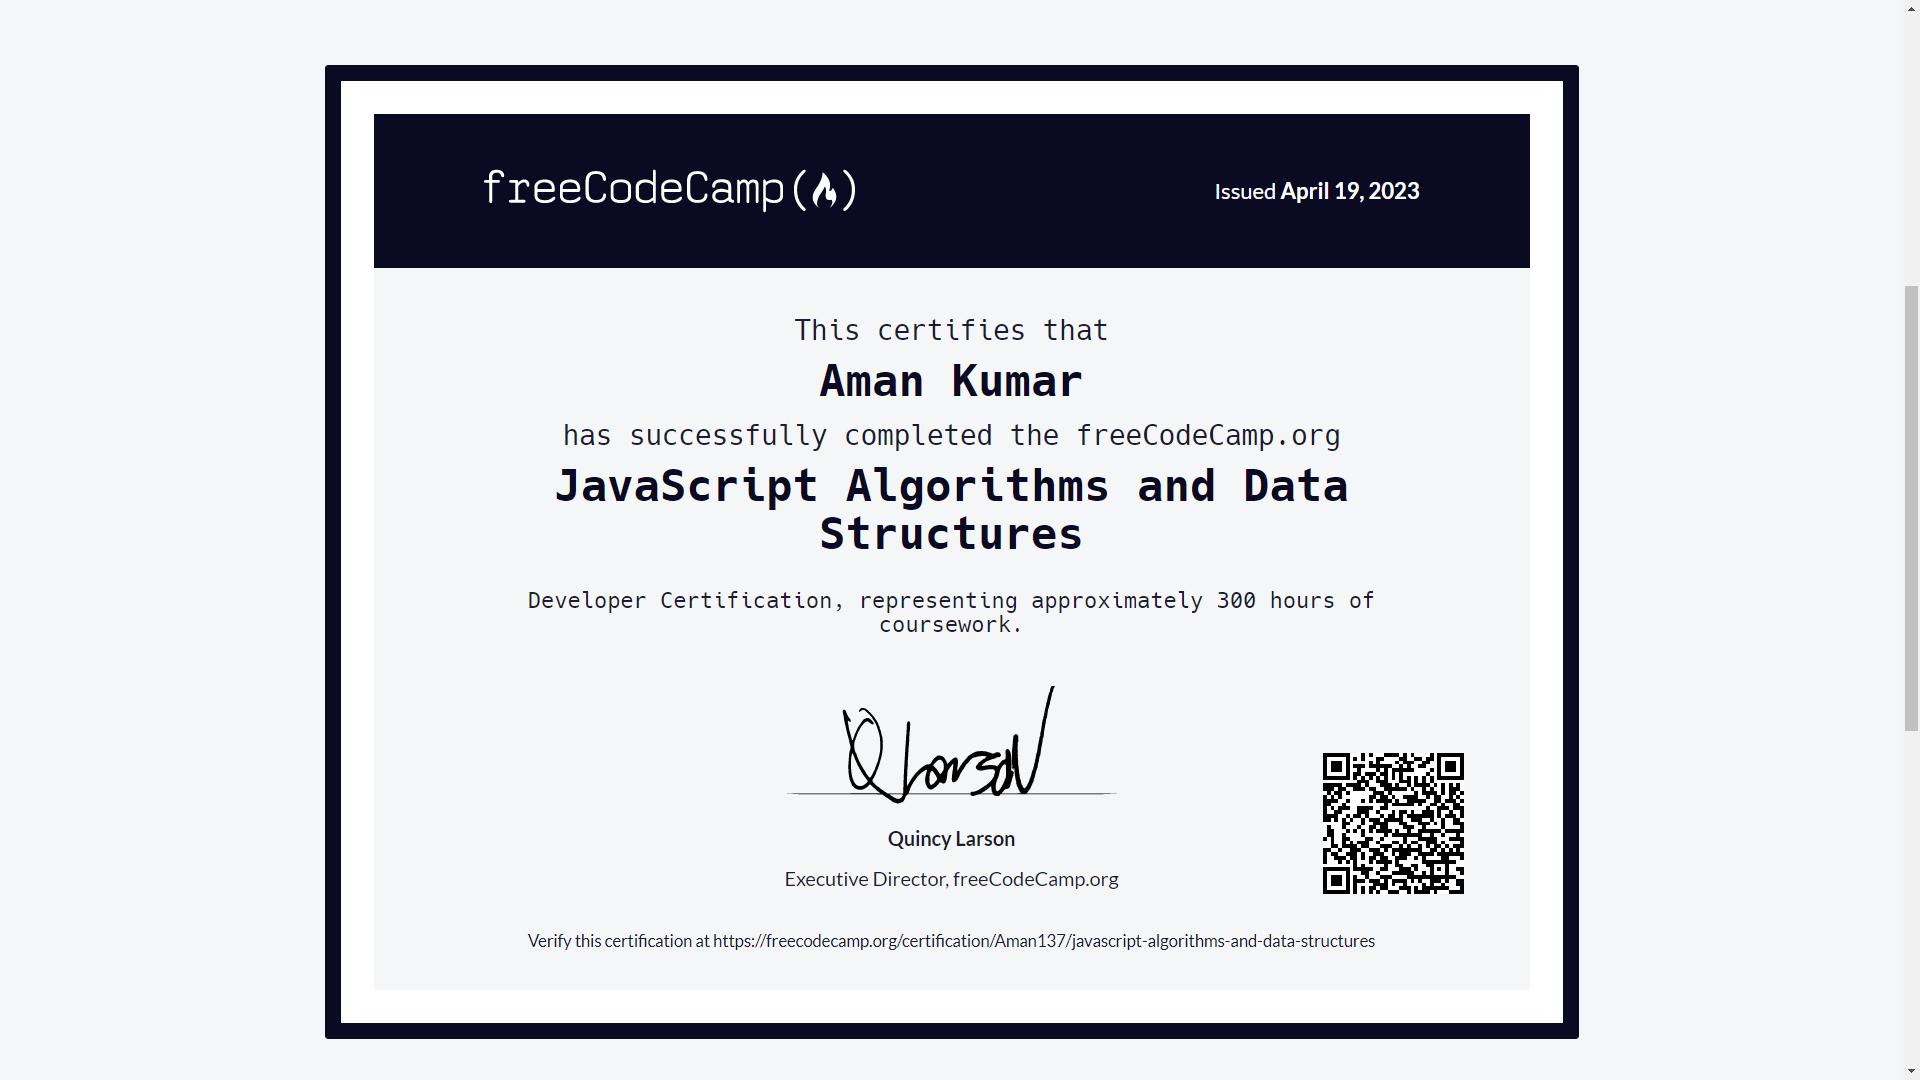 freeCodeCamp
Issued April 19, 2023
This certifies that
Aman Kumar
has successfully completed the freeCodeCamp.org
JavaScript Algorithms and Data
Structures
Developer Certification, representing approximately 300 hours of
coursework.
Q Larson
Quincy Larson
Executive Director, freeCodeCamp.org
Verify this certification at https://freecodecamp.org/certification/Aman137/javascript-algorithms-and-data-structures